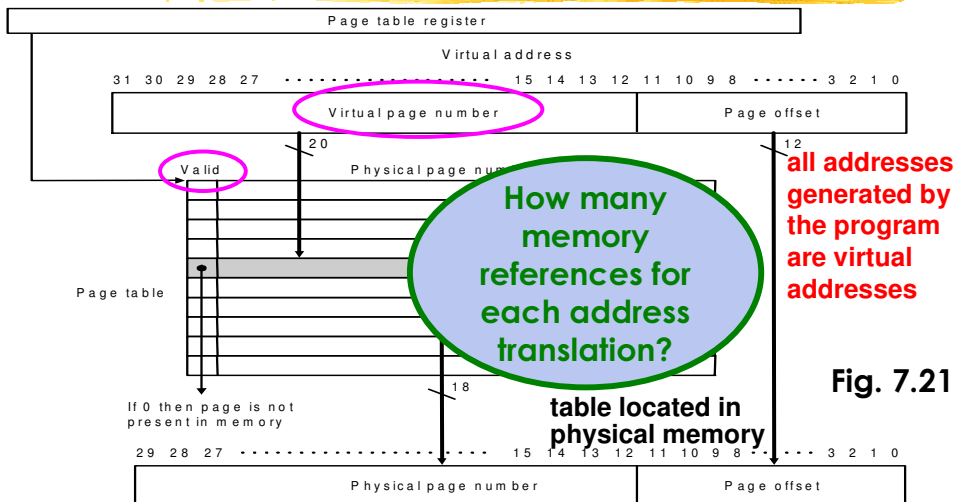 Page table register
Virtual address
31 30 29 28 27 ·················· 15 14 13 12 11 10 9 8 ······ 3 2 1 0
Virtual page number Page offset
20 12
Valid Physical page
all addresses
generated by
the program
are virtual
addresses
How many
memory
references for
each address
translation?
Page table
18
Fig. 7.21
If 0 then page is not
present in memory
table located in
physical memory
29 28 27 ·················· 15 14 13 12 11 10 9 8 ······ 3 2 1 0
Physical page number Page offset